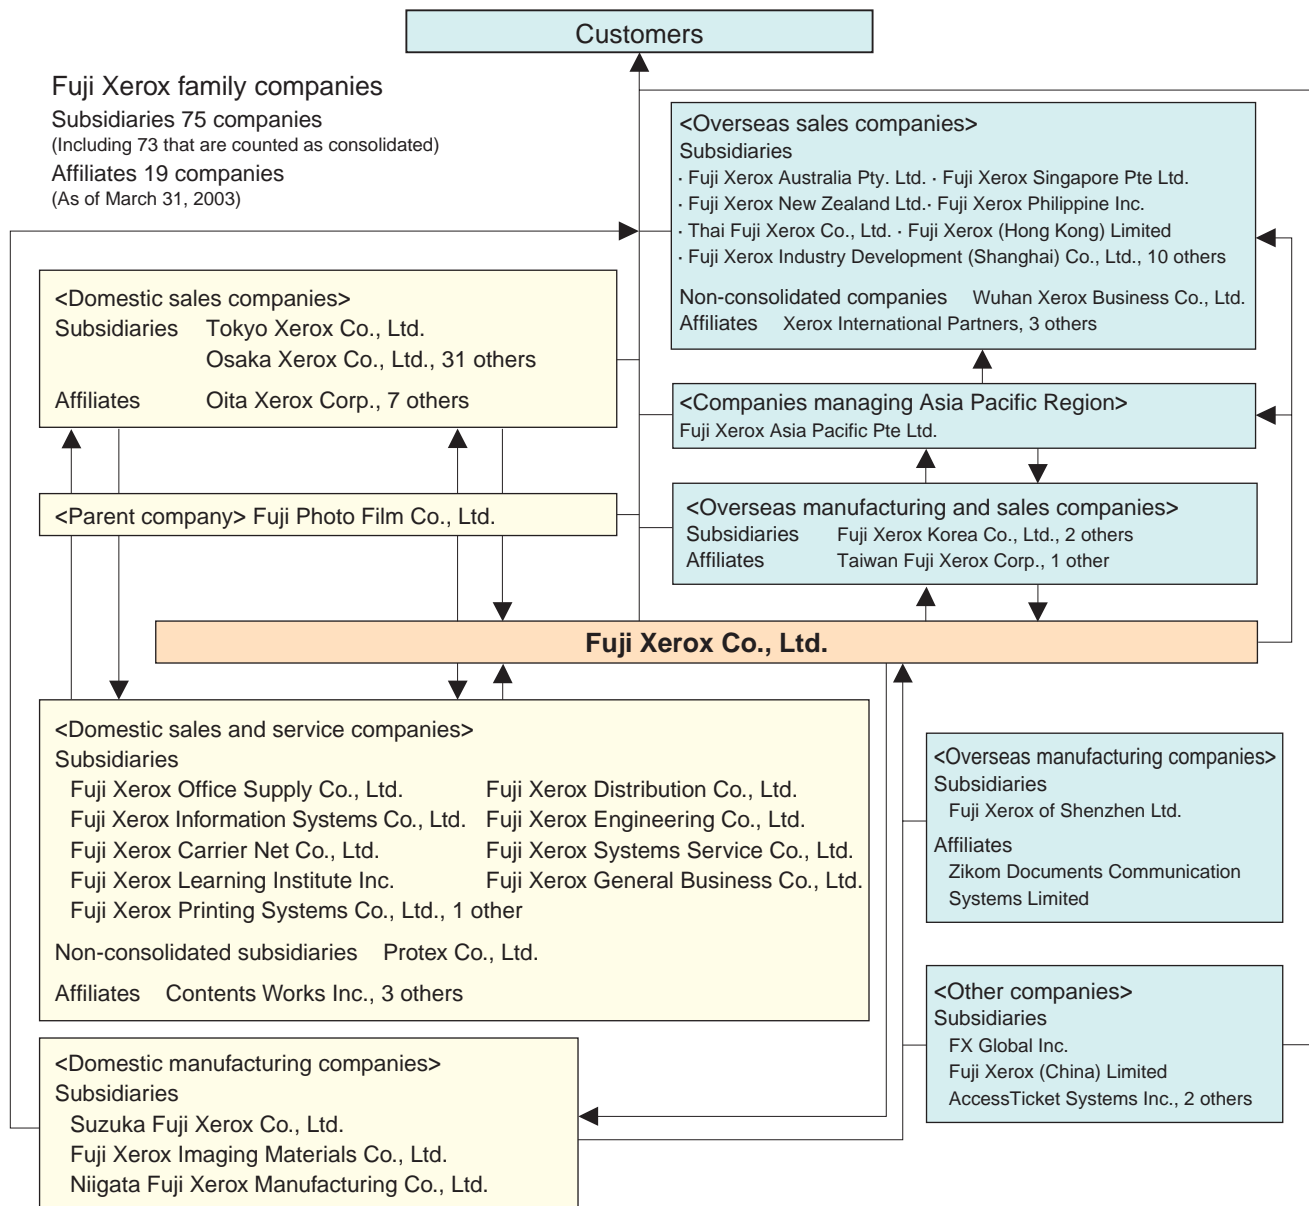 Customers
Fuji Xerox family companies
Subsidiaries 75 companies
(Including 73 that are counted as consolidated)
Affiliates 19 companies
(As of March 31, 2003)
<Overseas sales companies>
Subsidiaries
· Fuji Xerox Australia Pty. Ltd. · Fuji Xerox Singapore Pte Ltd.
· Fuji Xerox New Zealand Ltd.· Fuji Xerox Philippine Inc.
· Thai Fuji Xerox Co., Ltd. · Fuji Xerox (Hong Kong) Limited
· Fuji Xerox Industry Development (Shanghai) Co., Ltd., 10 others
Non-consolidated companies Wuhan Xerox Business Co., Ltd.
Affiliates Xerox International Partners, 3 others
<Domestic sales companies>
Subsidiaries Tokyo Xerox Co., Ltd.
Osaka Xerox Co., Ltd., 31 others
Affiliates Oita Xerox Corp., 7 others
<Companies managing Asia Pacific Region>
Fuji Xerox Asia Pacific Pte Ltd.
<Parent company> Fuji Photo Film Co., Ltd.
<Overseas manufacturing and sales companies>
Subsidiaries Fuji Xerox Korea Co., Ltd., 2 others
Affiliates Taiwan Fuji Xerox Corp., 1 other
Fuji Xerox Co., Ltd.
<Domestic sales and service companies>
Subsidiaries
Fuji Xerox Office Supply Co., Ltd. Fuji Xerox Distribution Co., Ltd.
Fuji Xerox Information Systems Co., Ltd. Fuji Xerox Engineering Co., Ltd.
Fuji Xerox Carrier Net Co., Ltd. Fuji Xerox Systems Service Co., Ltd.
Fuji Xerox Learning Institute Inc. Fuji Xerox General Business Co., Ltd.
Fuji Xerox Printing Systems Co., Ltd., 1 other
Non-consolidated subsidiaries Protex Co., Ltd.
Affiliates Contents Works Inc., 3 others
<Overseas manufacturing companies>
Subsidiaries
Fuji Xerox of Shenzhen Ltd.
Affiliates
Zikom Documents Communication
Systems Limited
<Other companies>
Subsidiaries
FX Global Inc.
Fuji Xerox (China) Limited
AccessTicket Systems Inc., 2 others
<Domestic manufacturing companies>
Subsidiaries
Suzuka Fuji Xerox Co., Ltd.
Fuji Xerox Imaging Materials Co., Ltd.
Niigata Fuji Xerox Manufacturing Co., Ltd.